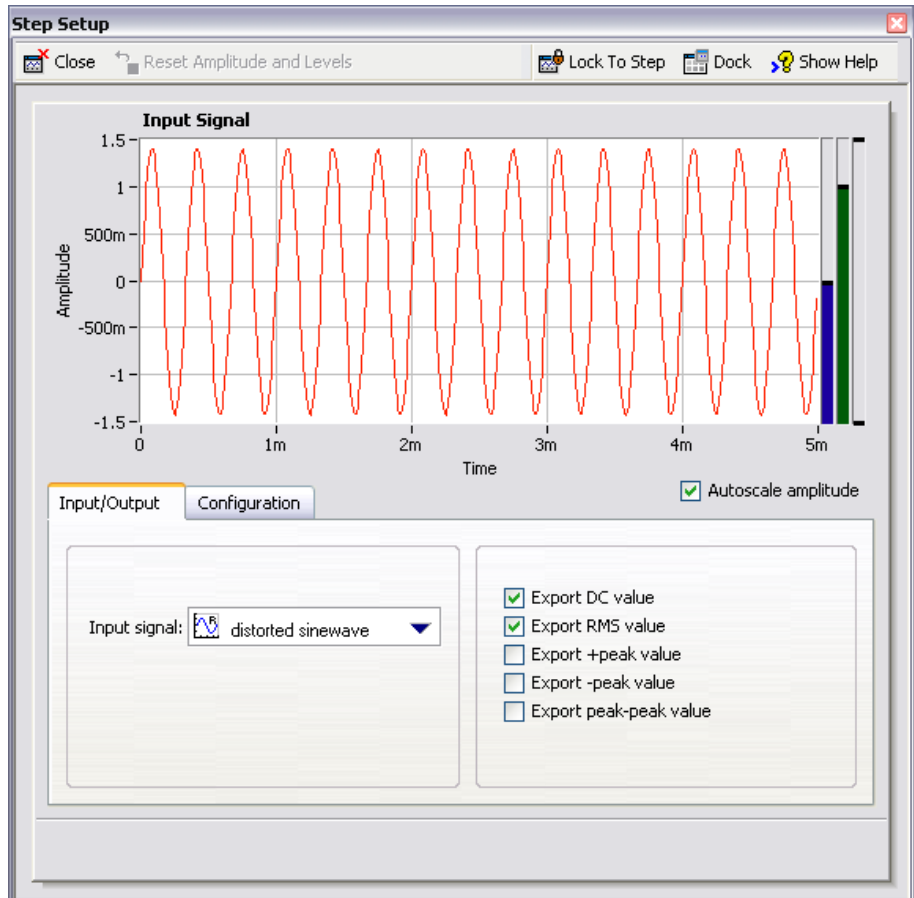 Step Setup
Close Reset Amplitude and Levels Lock To Step Dock Show Help
Input Signal
1.5
1
500m
0
-500m
-1
-1.5
Amplitude
0 1m 2m 3m 4m 5m
Time
Autoscale amplitude
Input/Output Configuration
Input signal: distorted sinewave
Export DC value
Export RMS value
Export +peak value
Export -peak value
Export peak-peak value